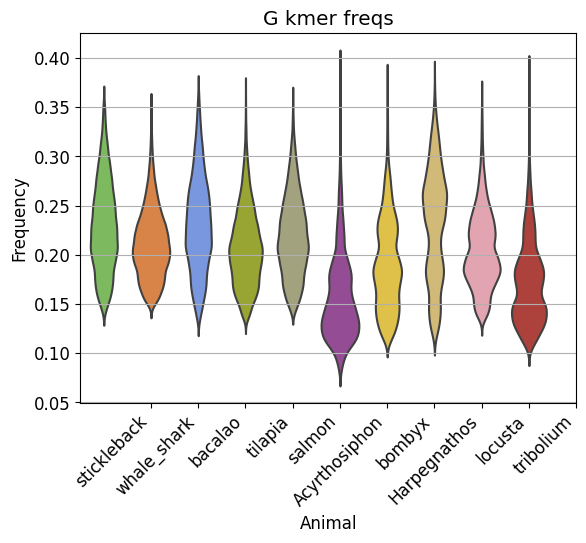 G kmer freqs
Frequency
0.40
0.35
0.30
0.25
0.20
0.15
0.10
0.05
stickleback
whale_shark
bacalao
tilapia
salmon
Acyrthosiphon
bombyx
Harpegnathos
locusta
tribolium
Animal